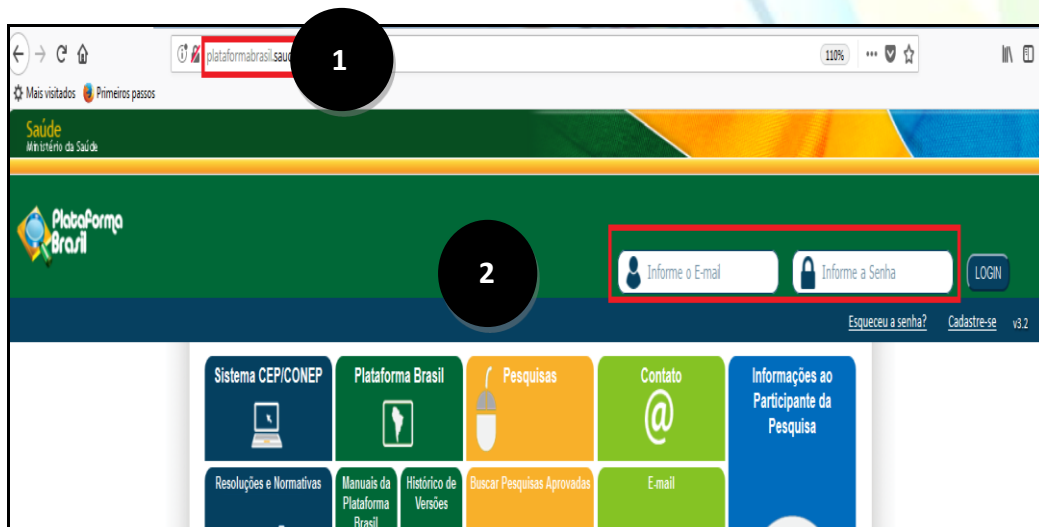 1
plataformabrasil.saud
110%
Mais visitados Primeiros passos
Saúde
Ministério da Saúde
Plataforma
Brasil
2
Informe o E-mail Informe a Senha LOGIN
Esqueceu a senha? Cadastre-se v3.2
Sistema CEP/CONEP Plataforma Brasil Pesquisas Contato Informações ao
Participante da
Pesquisa
Resoluções e Normativas Manuais da Histórico de Buscar Pesquisas Aprovadas E-mail
Plataforma Versões
Brasil